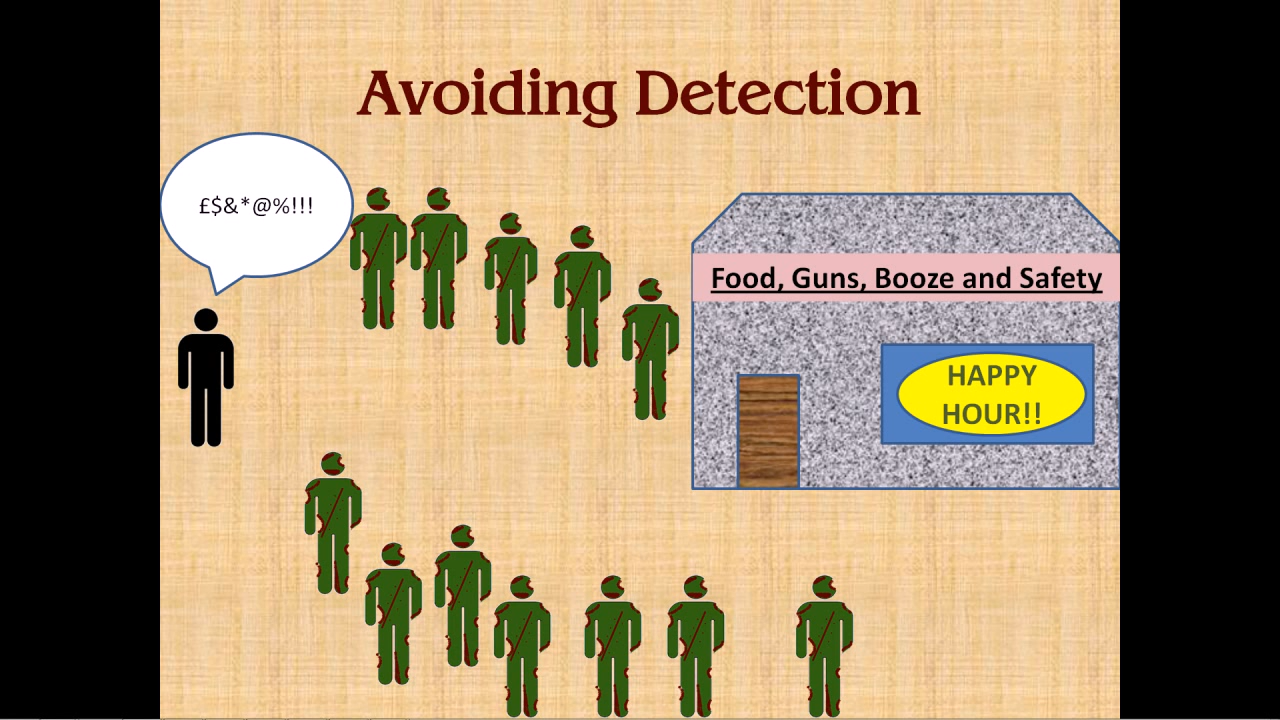 Avoiding Detection
£$&*@%!!!
Food, Guns, Booze and Safety
HAPPY
HOUR!!